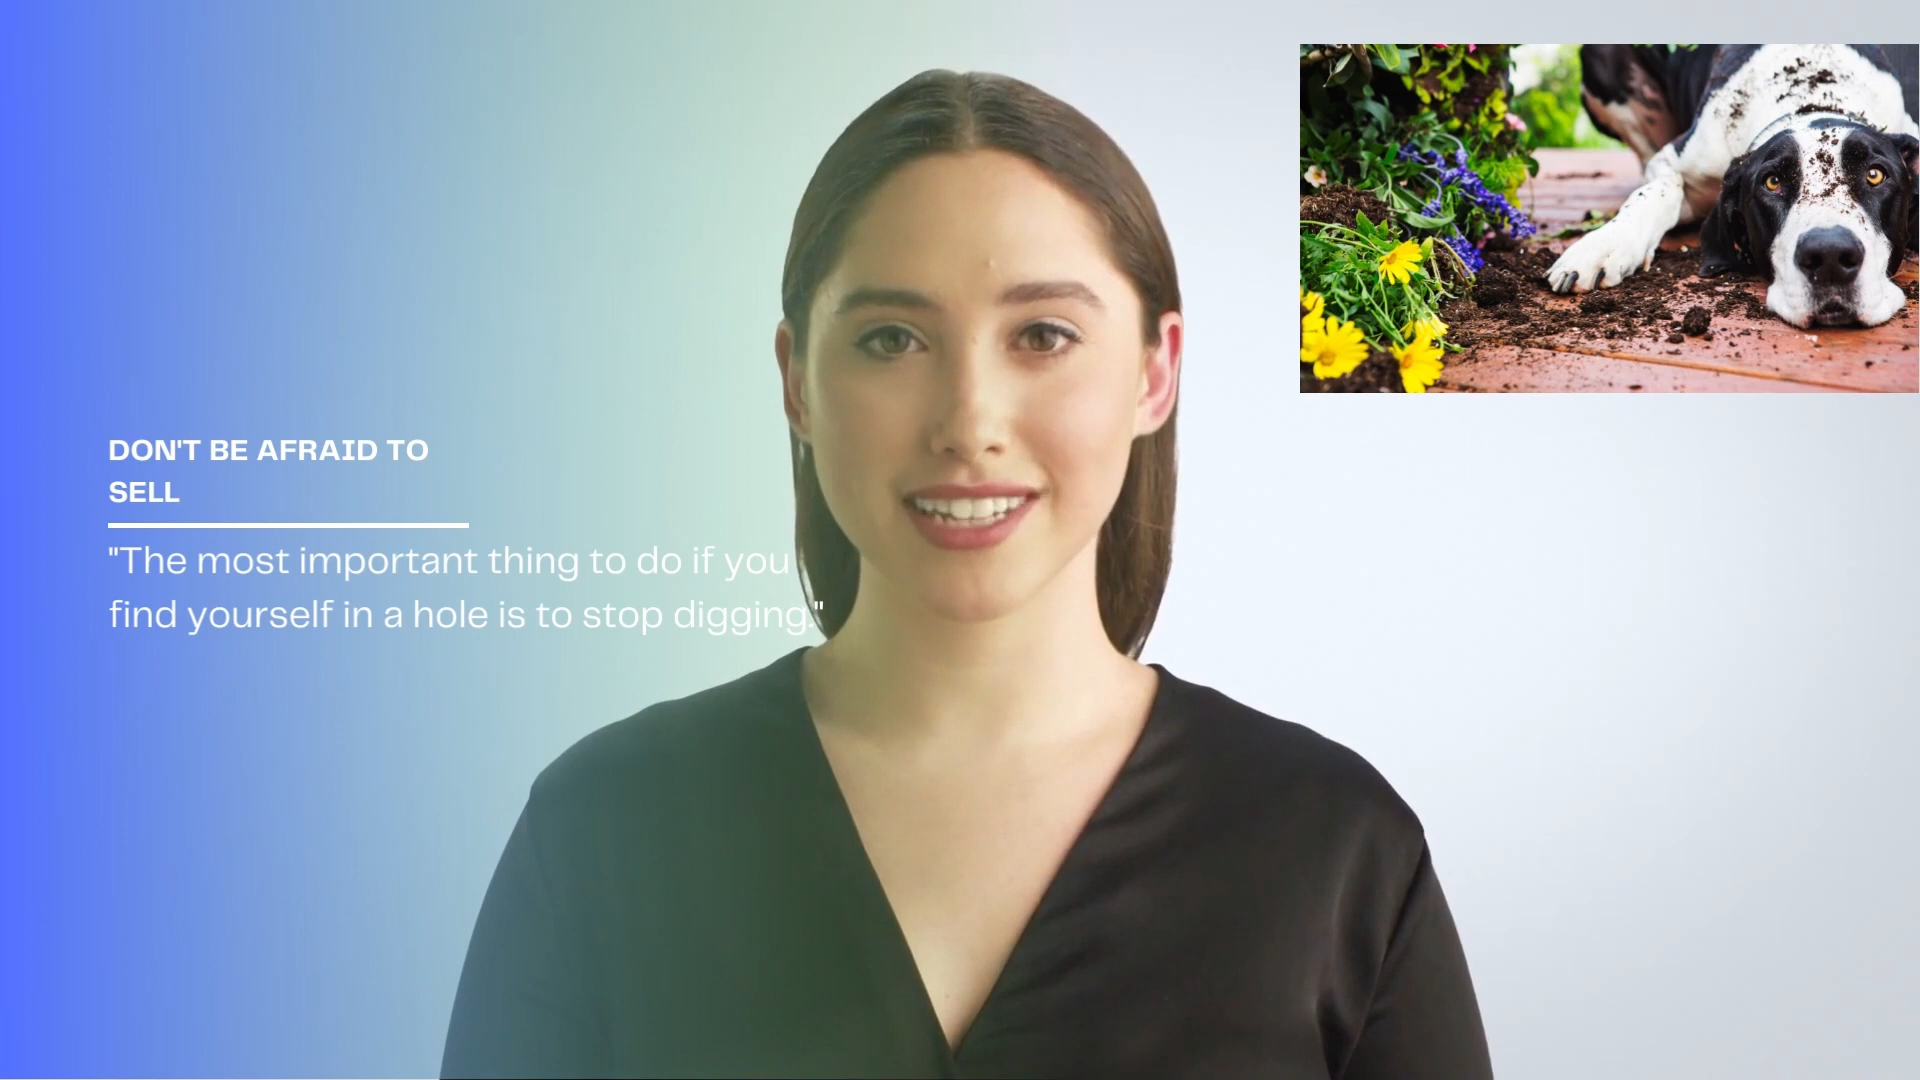 DON'T BE AFRAID TO
SELL
"The most important thing to do if you
find yourself in a hole is to stop digging."